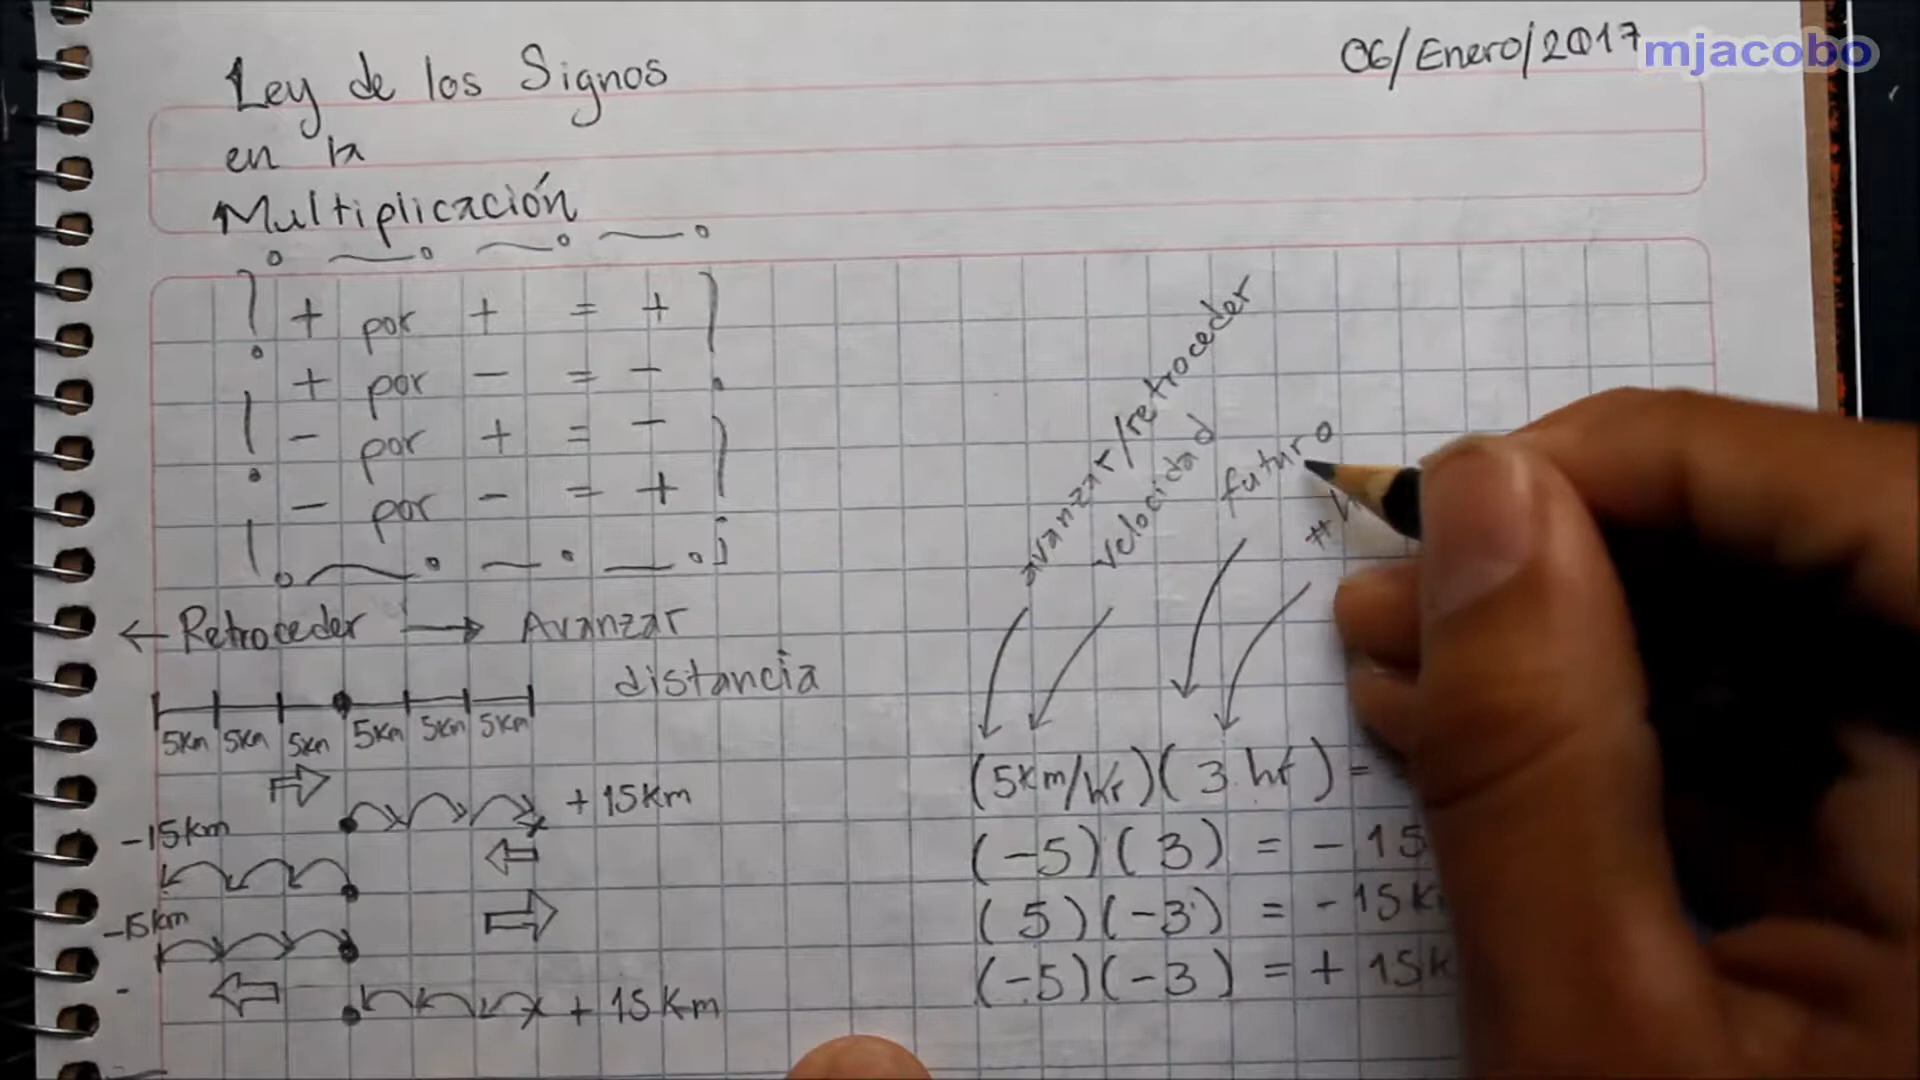 Ley de los Signos
en la
Multiplicación
06/Enero/2017
mjacobo
+ por + = +
+ por - = -
- por + = -
- por - = +
← Retroceder → Avanzar
distancia
5km 5km 5km 5km 5km 5km
+15km
-15km
-15km
+ 15km
avanzar/retroceder
velocidad
futuro
#
(5km/hr)(3 hr) =
(-5)(3) = - 15
(5)(-3) = - 15k
(-5)(-3) = + 15k